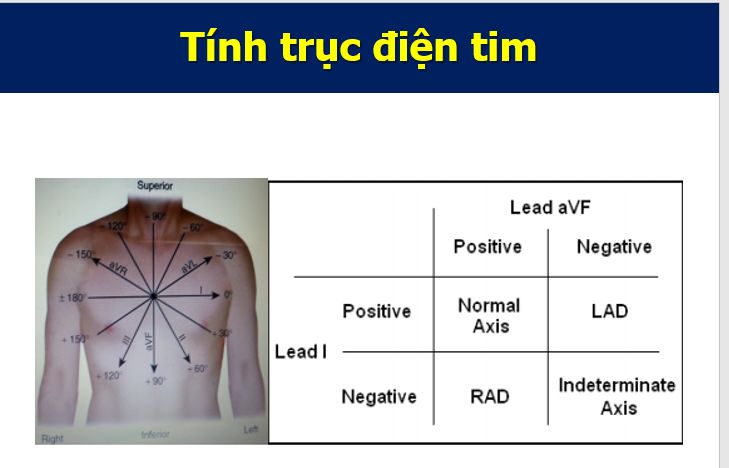 Tính trục điện tim
Superior
- 90°
- 120°
- 60°
- 150°
- 30°
aVR
aVL
± 180°
I
0°
+ 150°
+ 30°
III
aVF
II
+ 120°
+ 90°
+ 60°
Right
Inferior
Left
Lead aVF
Positive Negative
Positive Normal Axis LAD
Lead I
Negative RAD Indeterminate Axis